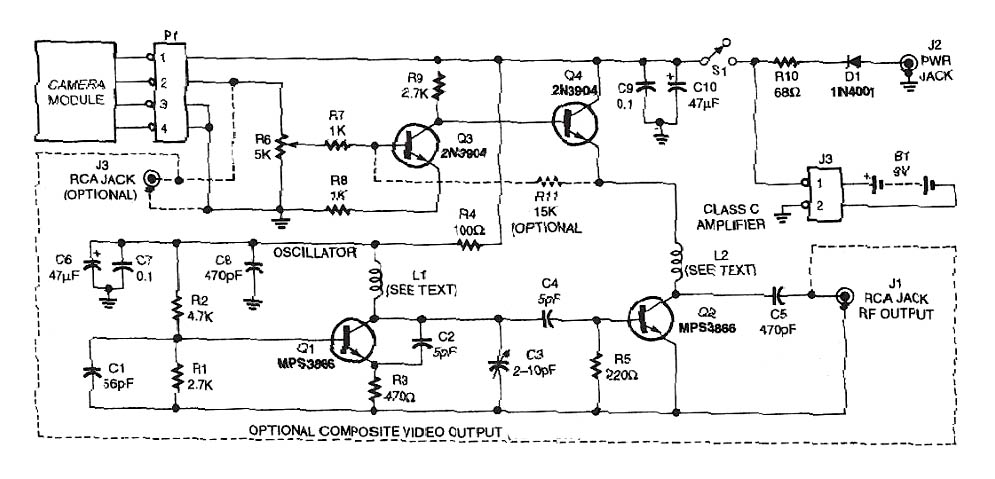 P1
CAMERA
MODULE
1
2
3
4
J3
RCA JACK
(OPTIONAL)
R6
5K
R7
1K
R8
1K
R9
2.7K
Q3
2N3904
Q4
2N3904
C9
0.1
C10
47µF
S1
R10
68Ω
D1
1N4001
J2
PWR
JACK
J3
1
2
B1
9V
CLASS C
AMPLIFIER
R11
15K
(OPTIONAL
R4
100Ω
OSCILLATOR
C6
47µF
C7
0.1
C8
470pF
R2
4.7K
L1
(SEE TEXT)
C4
5pF
L2
(SEE TEXT)
J1
RCA JACK
RF OUTPUT
C5
470pF
Q2
MPS3866
Q1
MPS3866
C2
5pF
C3
2-10pF
R5
220Ω
C1
56pF
R1
2.7K
R3
470Ω
OPTIONAL COMPOSITE VIDEO OUTPUT